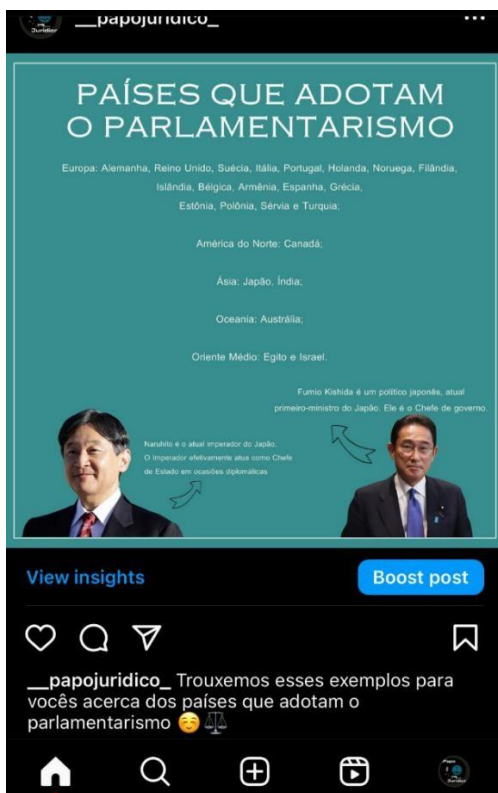 __papojuridico_
PAÍSES QUE ADOTAM
O PARLAMENTARISMO
Europa: Alemanha, Reino Unido, Suécia, Itália, Portugal, Holanda, Noruega, Filândia,
Islândia, Bélgica, Armênia, Espanha, Grécia,
Estônia, Polônia, Sérvia e Turquia;
América do Norte: Canadá;
Ásia: Japão, Índia;
Oceania: Austrália;
Oriente Médio: Egito e Israel.
Fumio Kishida é um político japonês, atual
primeiro-ministro do Japão. Ele é o Chefe de governo.
Naruhito é o atual imperador do Japão.
O Imperador efetivamente atua como Chefe
de Estado em ocasiões diplomáticas
View insights
Boost post
__papojuridico_ Trouxemos esses exemplos para
vocês acerca dos países que adotam o
parlamentarismo ☺️⚖️